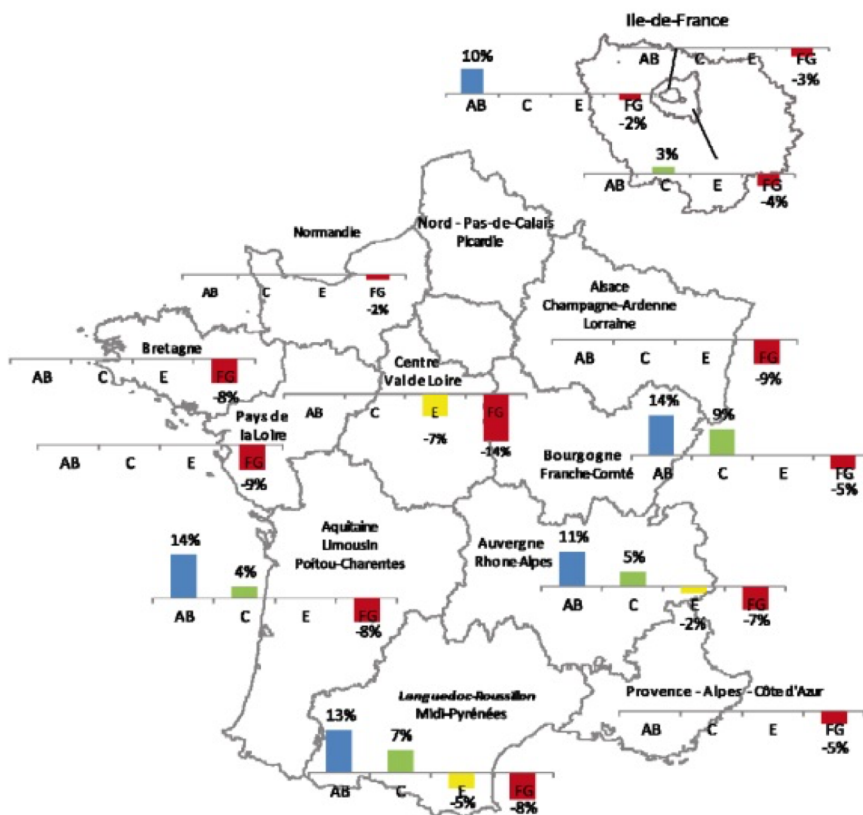 Ile-de-France
AB C E FG
-3%
10%
AB C E FG
-2%
3%
AB C E FG
-4%
Nord - Pas-de-Calais
Picardie
Normandie
AB C E FG
-2%
Alsace
Champagne-Ardenne
Lorraine
AB C E FG
-9%
Bretagne
AB C E FG
-8%
Centre
Val de Loire
AB C E FG
-7% -14%
Pays de
la Loire
AB C E FG
-9%
14% 9%
Bourgogne
Franche-Comté
AB C E FG
-5%
Aquitaine
Limousin
Poitou-Charentes
14%
4%
AB C E FG
-8%
Auvergne
Rhone-Alpes
11%
5%
AB C E FG
-2% -7%
Languedoc-Roussillon
Midi-Pyrénées
13%
7%
AB C E FG
-5% -8%
Provence - Alpes - Côte d'Azur
AB C E FG
-5%